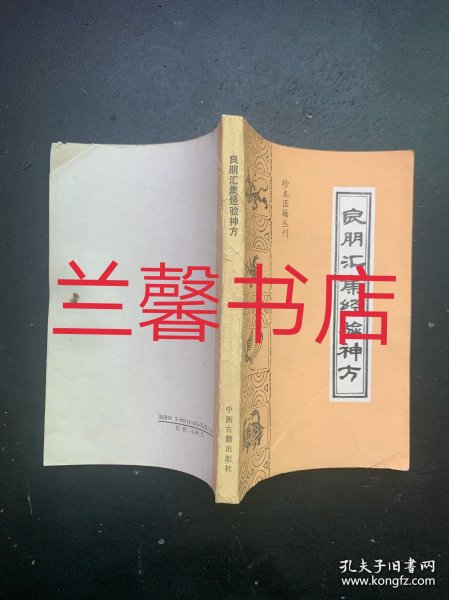 良朋汇集经验神方
珍本医籍丛刊
良朋汇集经验神方
中医古籍出版社
兰馨书店
孔夫子旧书网
www.kongfz.com